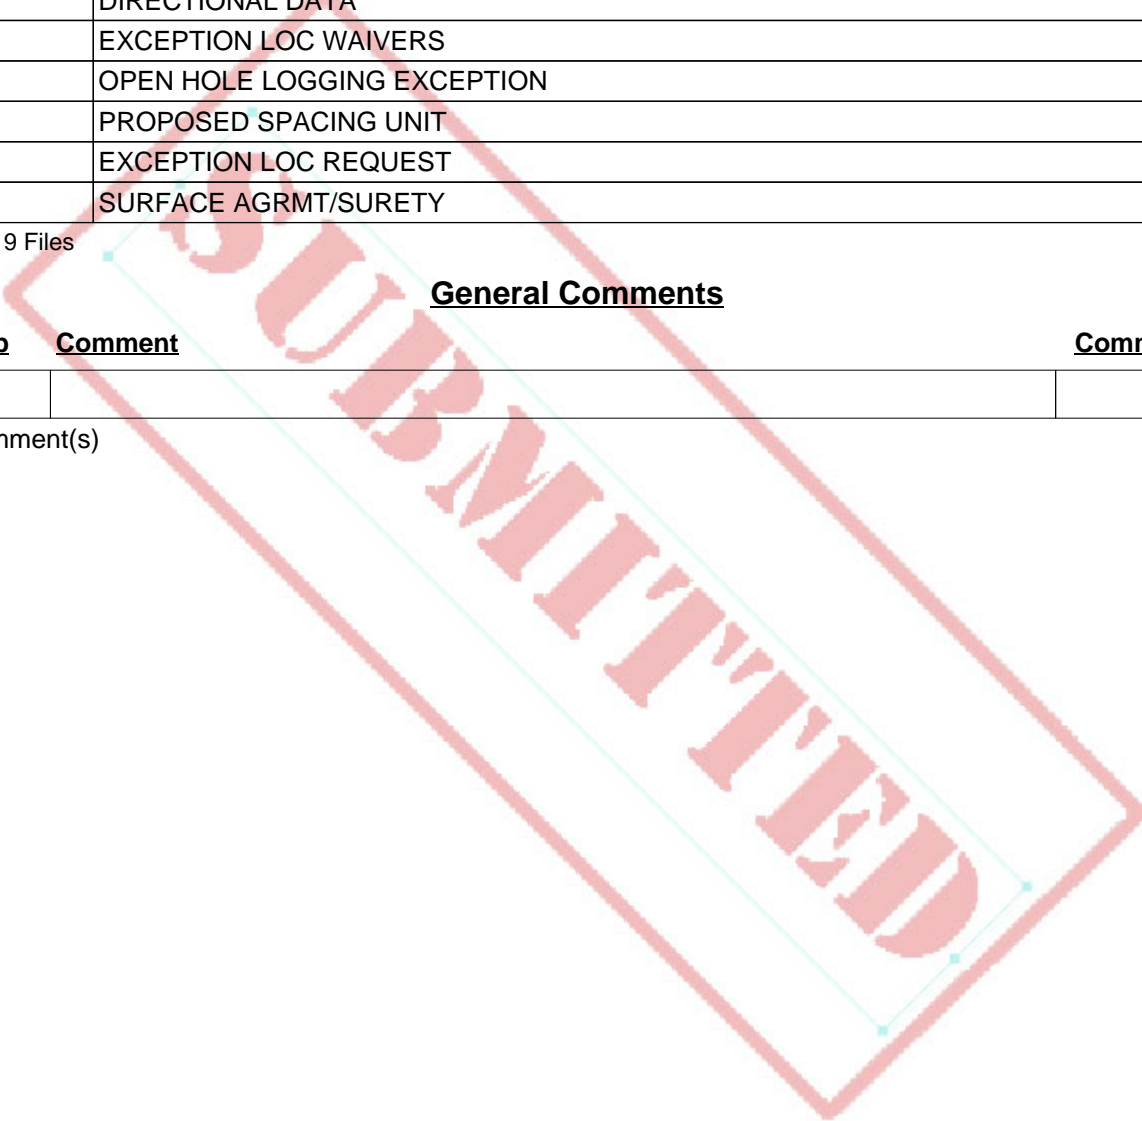 DIRECTIONAL DATA
EXCEPTION LOC WAIVERS
OPEN HOLE LOGGING EXCEPTION
PROPOSED SPACING UNIT
EXCEPTION LOC REQUEST
SURFACE AGRMT/SURETY
9 Files
General Comments
Comment
SUBMITTED